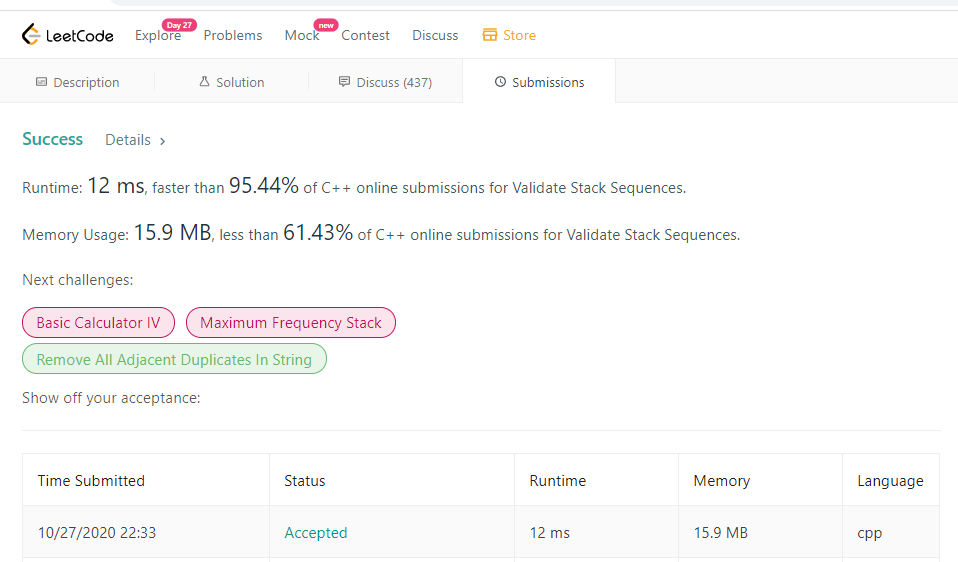 Day 27 new
LeetCode Explore Problems Mock Contest Discuss Store
Description Solution Discuss (437) Submissions
Success Details >
Runtime: 12 ms, faster than 95.44% of C++ online submissions for Validate Stack Sequences.
Memory Usage: 15.9 MB, less than 61.43% of C++ online submissions for Validate Stack Sequences.
Next challenges:
Basic Calculator IV Maximum Frequency Stack
Remove All Adjacent Duplicates In String
Show off your acceptance:
Time Submitted Status Runtime Memory Language
10/27/2020 22:33 Accepted 12 ms 15.9 MB cpp